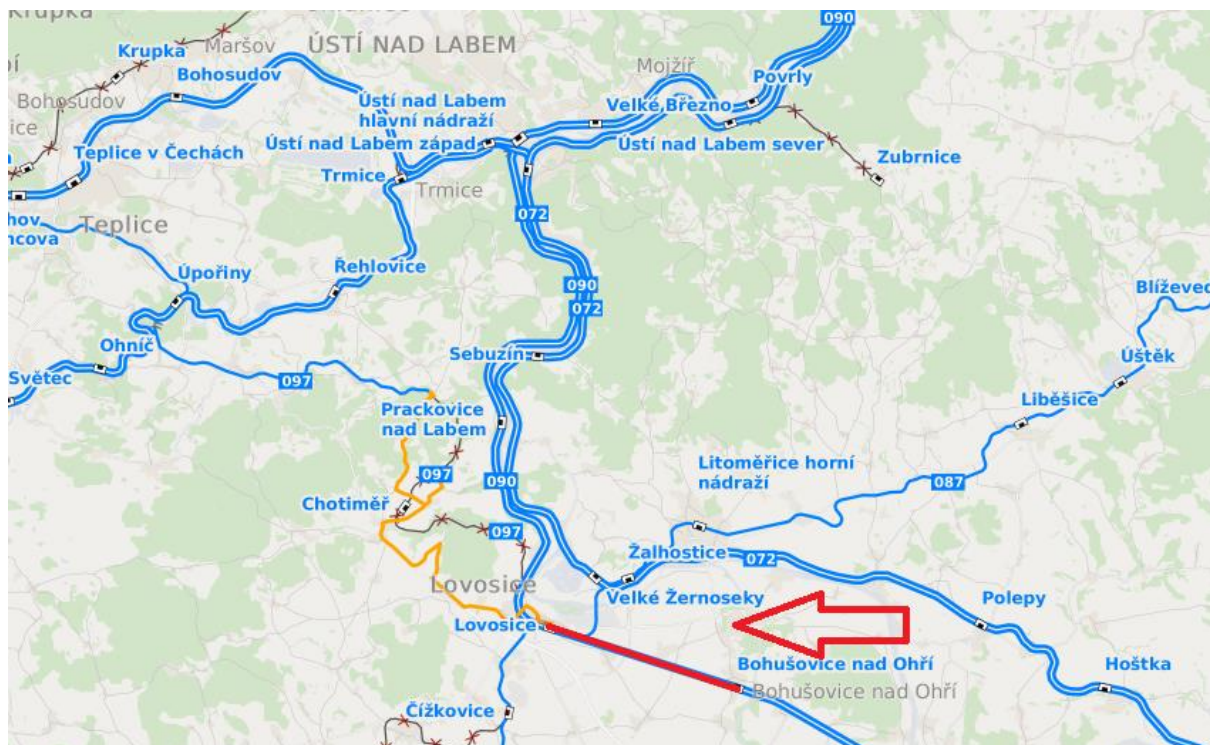 Krupka
090
ÚSTÍ NAD LABEM
Krupka
Maršov
Bohosudov
Mojžíř
Povrly
Bohosudov
Ústí nad Labem
hlavní nádraží
Velké Březno
Teplice v Čechách
Ústí nad Labem západ
Ústí nad Labem sever
Zubrnice
Trmice
Trmice
072
Teplice
Úpořiny
Řehlovice
090
072
Blíževed
Ohníč
Sebuzín
Úštěk
Světec
097
Prackovice
nad Labem
Liběšice
Litoměřice horní
nádraží
097
090
087
Chotiměř
097
Žalhostice
072
Lovosice
Velké Žernoseky
Polepy
Lovosice
Bohušovice nad Ohří
Hoštka
Bohušovice nad Ohří
Čížkovice